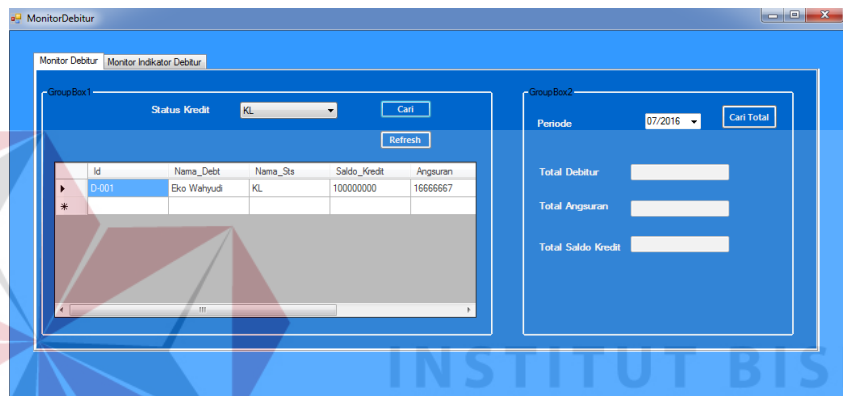 MonitorDebitur
Monitor Debitur Monitor Indikator Debitur
GroupBox1
Status Kredit KL Cari
Refresh
Id Nama_Debt Nama_Sts Saldo_Kredit Angsuran
D-001 Eko Wahyudi KL 100000000 16666667
GroupBox2
Periode 07/2016 Cari Total
Total Debitur
Total Angsuran
Total Saldo Kredit
INSTITUT BIS